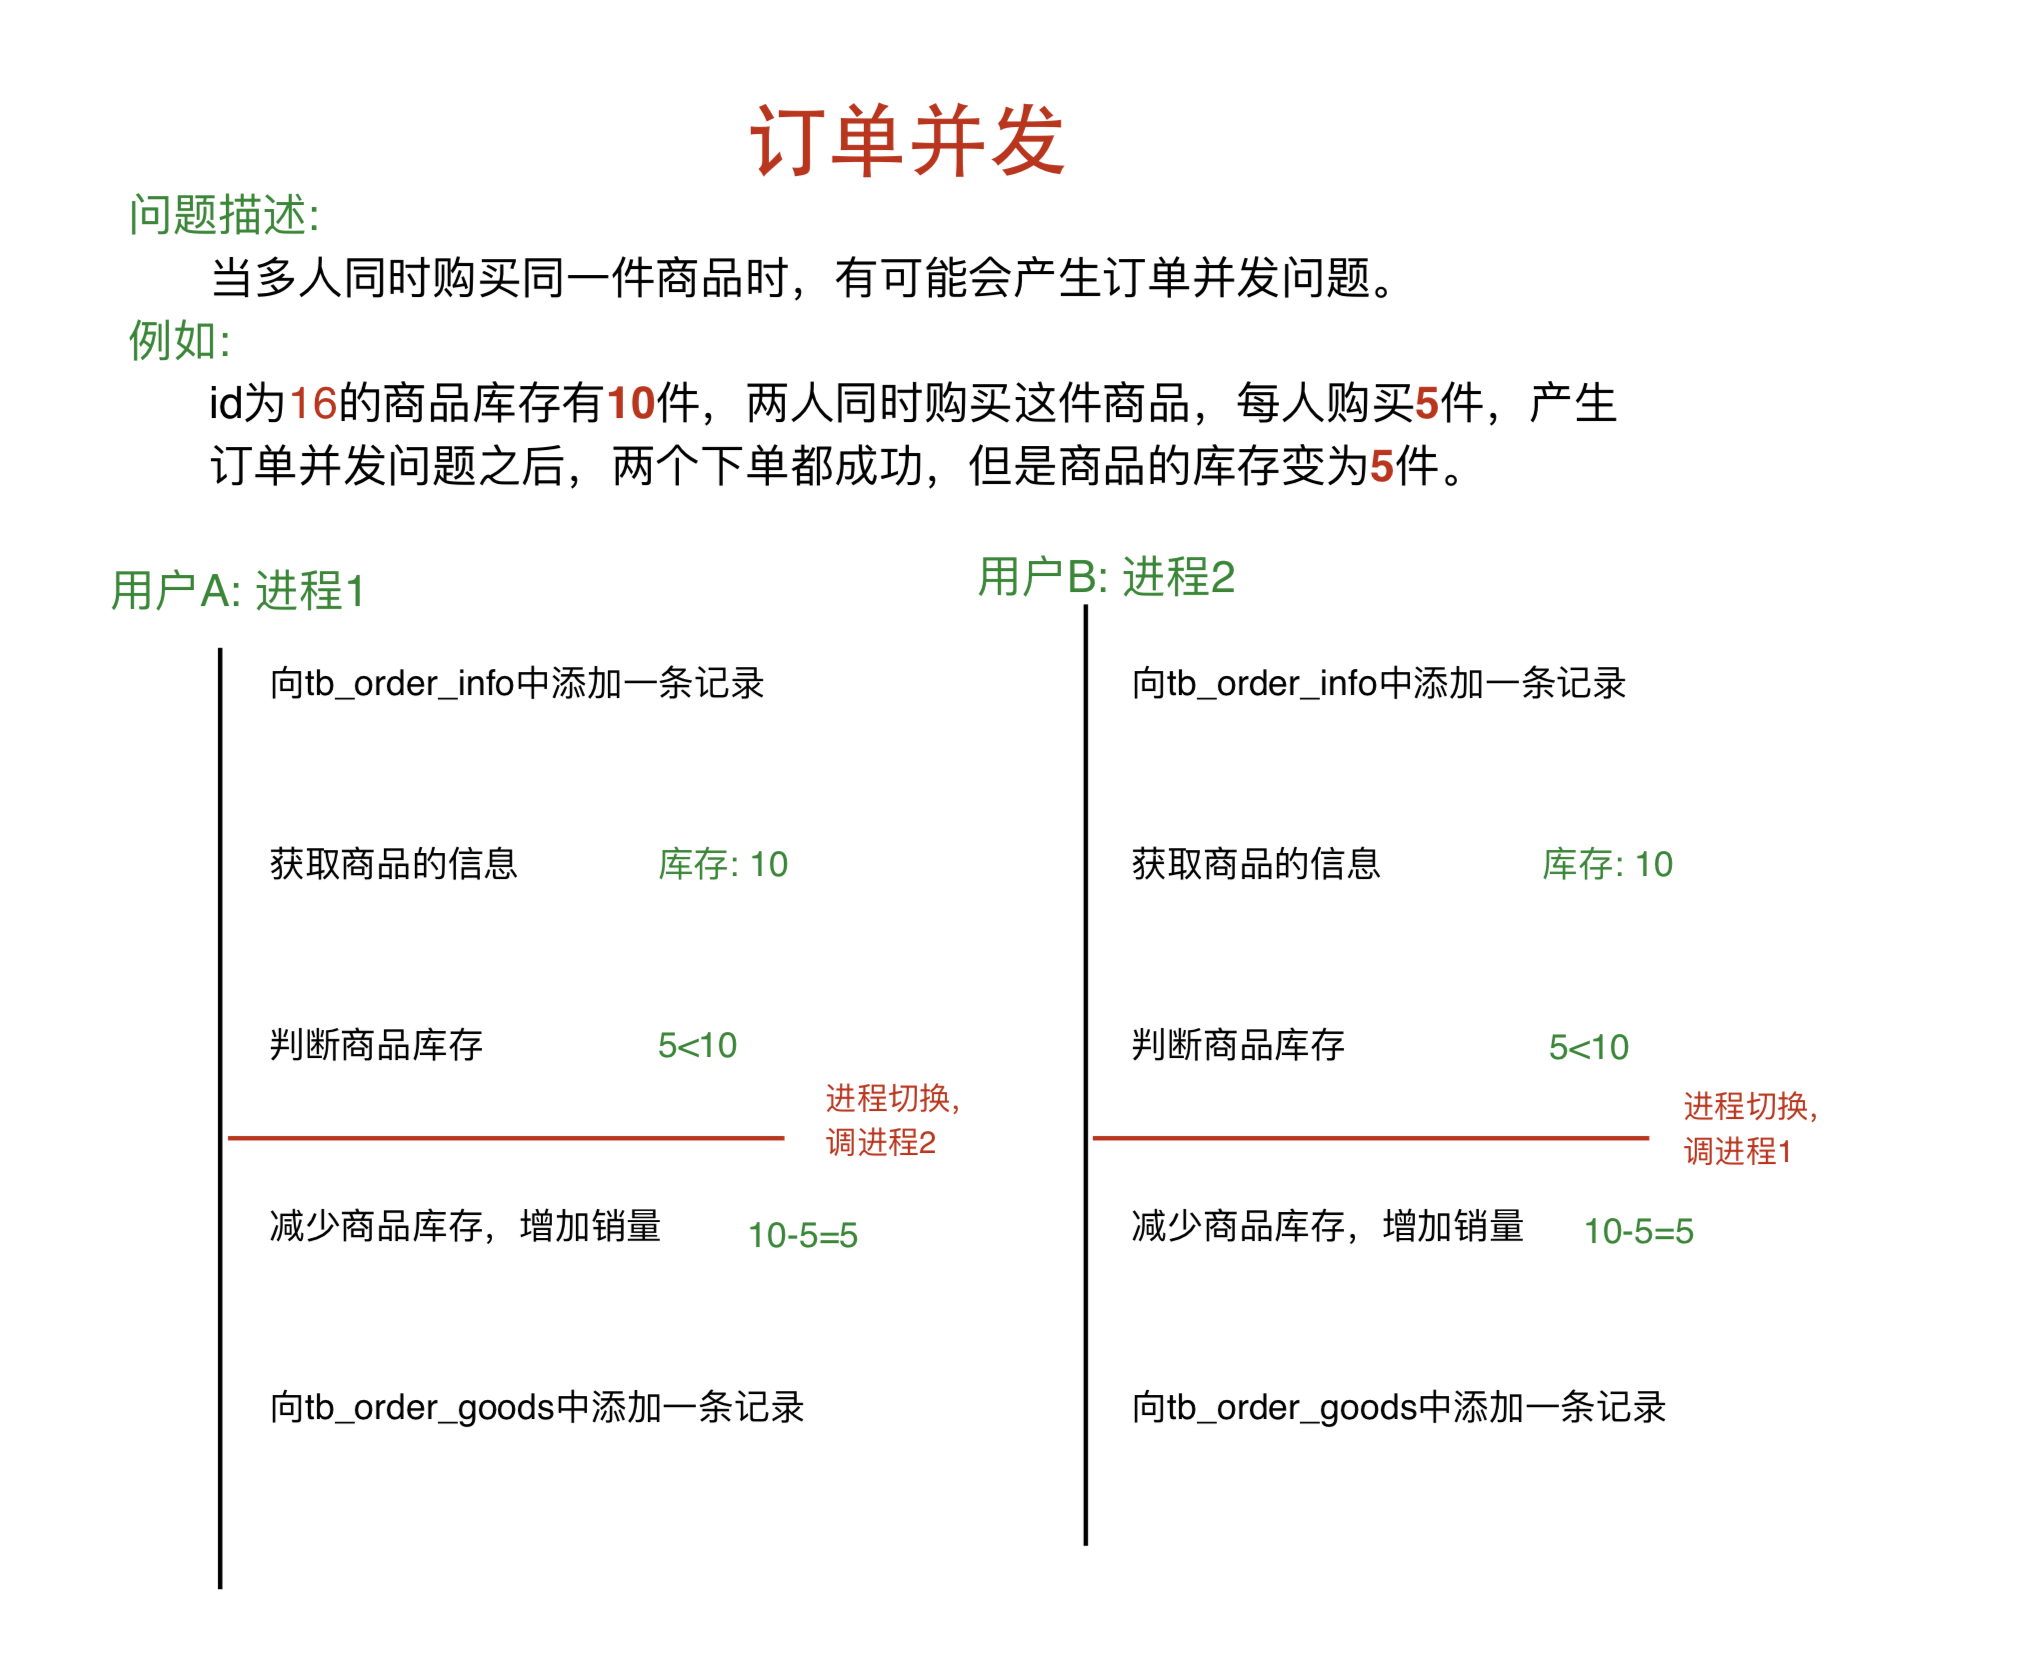 订单并发
问题描述:
当多人同时购买同一件商品时，有可能会产生订单并发问题。
例如:
id为16的商品库存有10件，两人同时购买这件商品，每人购买5件，产生
订单并发问题之后，两个下单都成功，但是商品的库存变为5件。
用户A: 进程1
向tb_order_info中添加一条记录
获取商品的信息 库存: 10
判断商品库存 5<10
进程切换，
调进程2
减少商品库存，增加销量 10-5=5
向tb_order_goods中添加一条记录
用户B: 进程2
向tb_order_info中添加一条记录
获取商品的信息 库存: 10
判断商品库存 5<10
进程切换，
调进程1
减少商品库存，增加销量 10-5=5
向tb_order_goods中添加一条记录